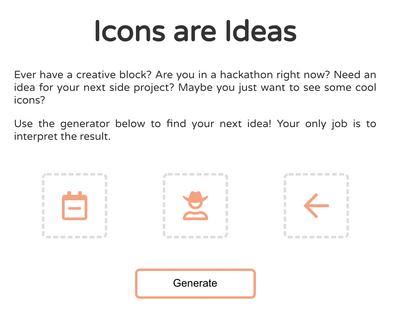 Icons are Ideas
Ever have a creative block? Are you in a hackathon right now? Need an
idea for your next side project? Maybe you just want to see some cool
icons?
Use the generator below to find your next idea! Your only job is to
interpret the result.
Generate